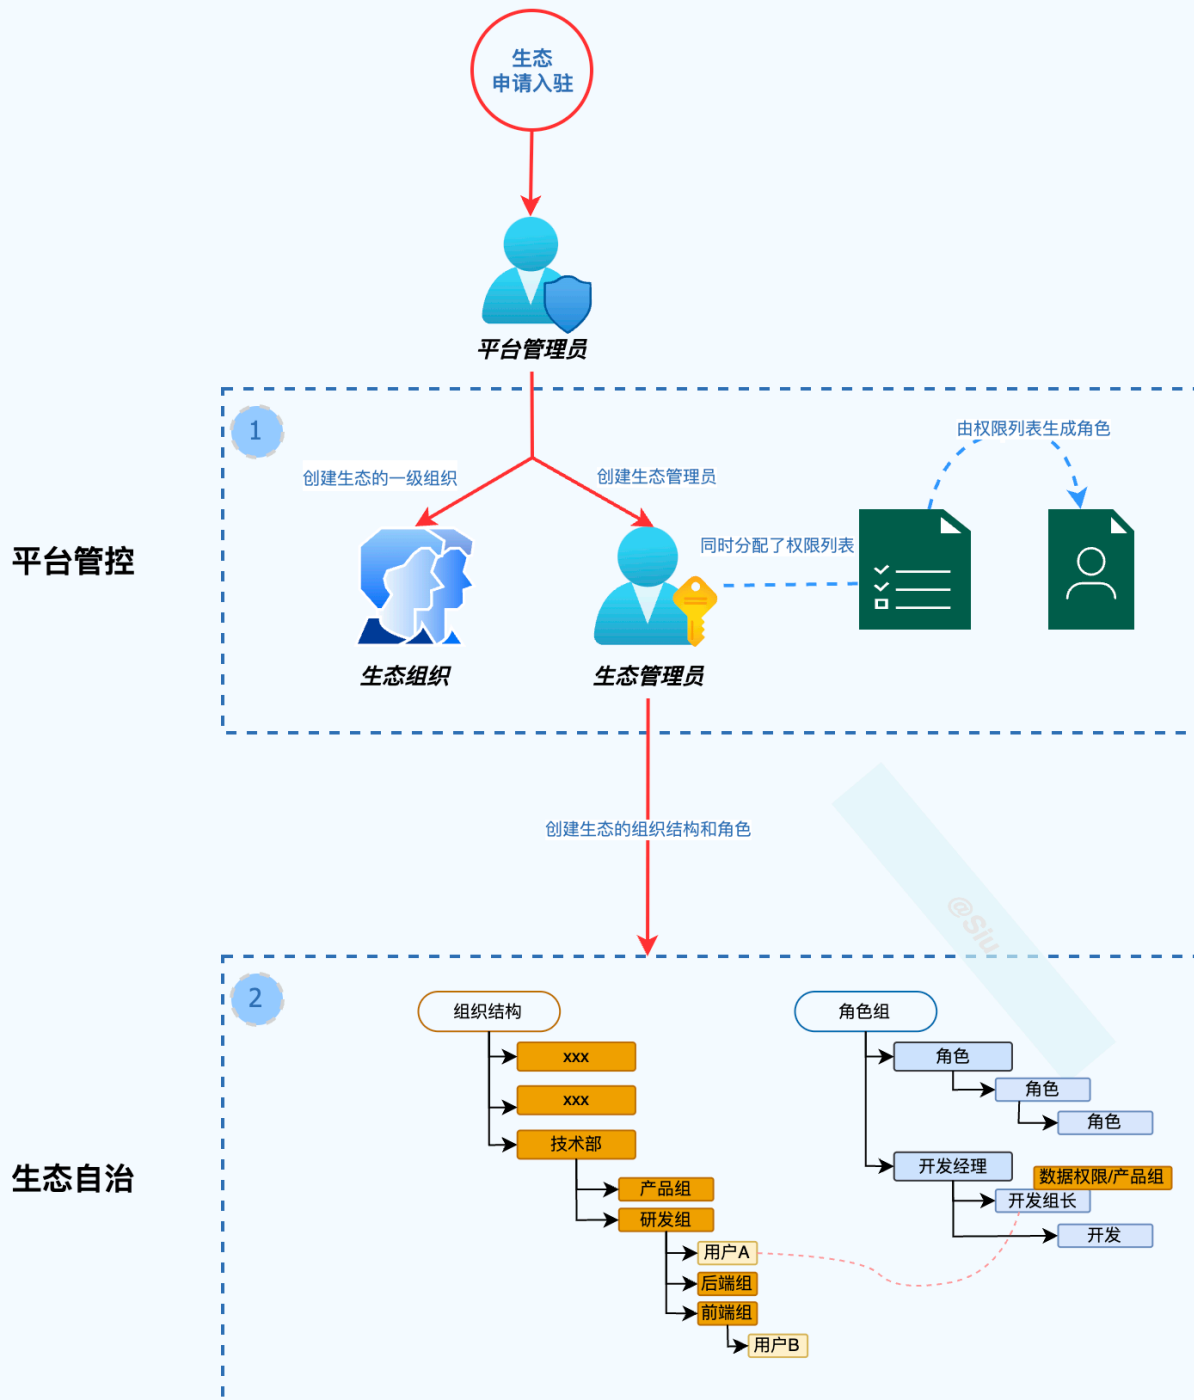 生态
申请入驻
平台管理员
1
由权限列表生成角色
创建生态的一级组织
创建生态管理员
同时分配了权限列表
平台管控
生态组织
生态管理员
创建生态的组织结构和角色
@Siu
2
组织结构
角色组
xxx
角色
角色
xxx
角色
技术部
开发经理
生态自治
数据权限/产品组
产品组
开发组长
研发组
开发
用户A
后端组
前端组
用户B